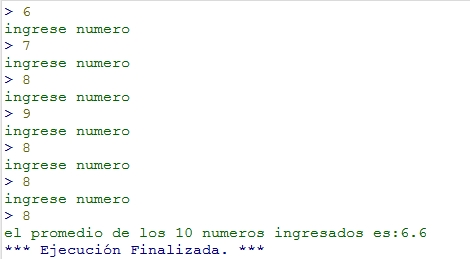 > 6
ingrese numero
> 7
ingrese numero
> 8
ingrese numero
> 9
ingrese numero
> 8
ingrese numero
> 8
ingrese numero
> 8
el promedio de los 10 numeros ingresados es:6.6
*** Ejecución Finalizada. ***